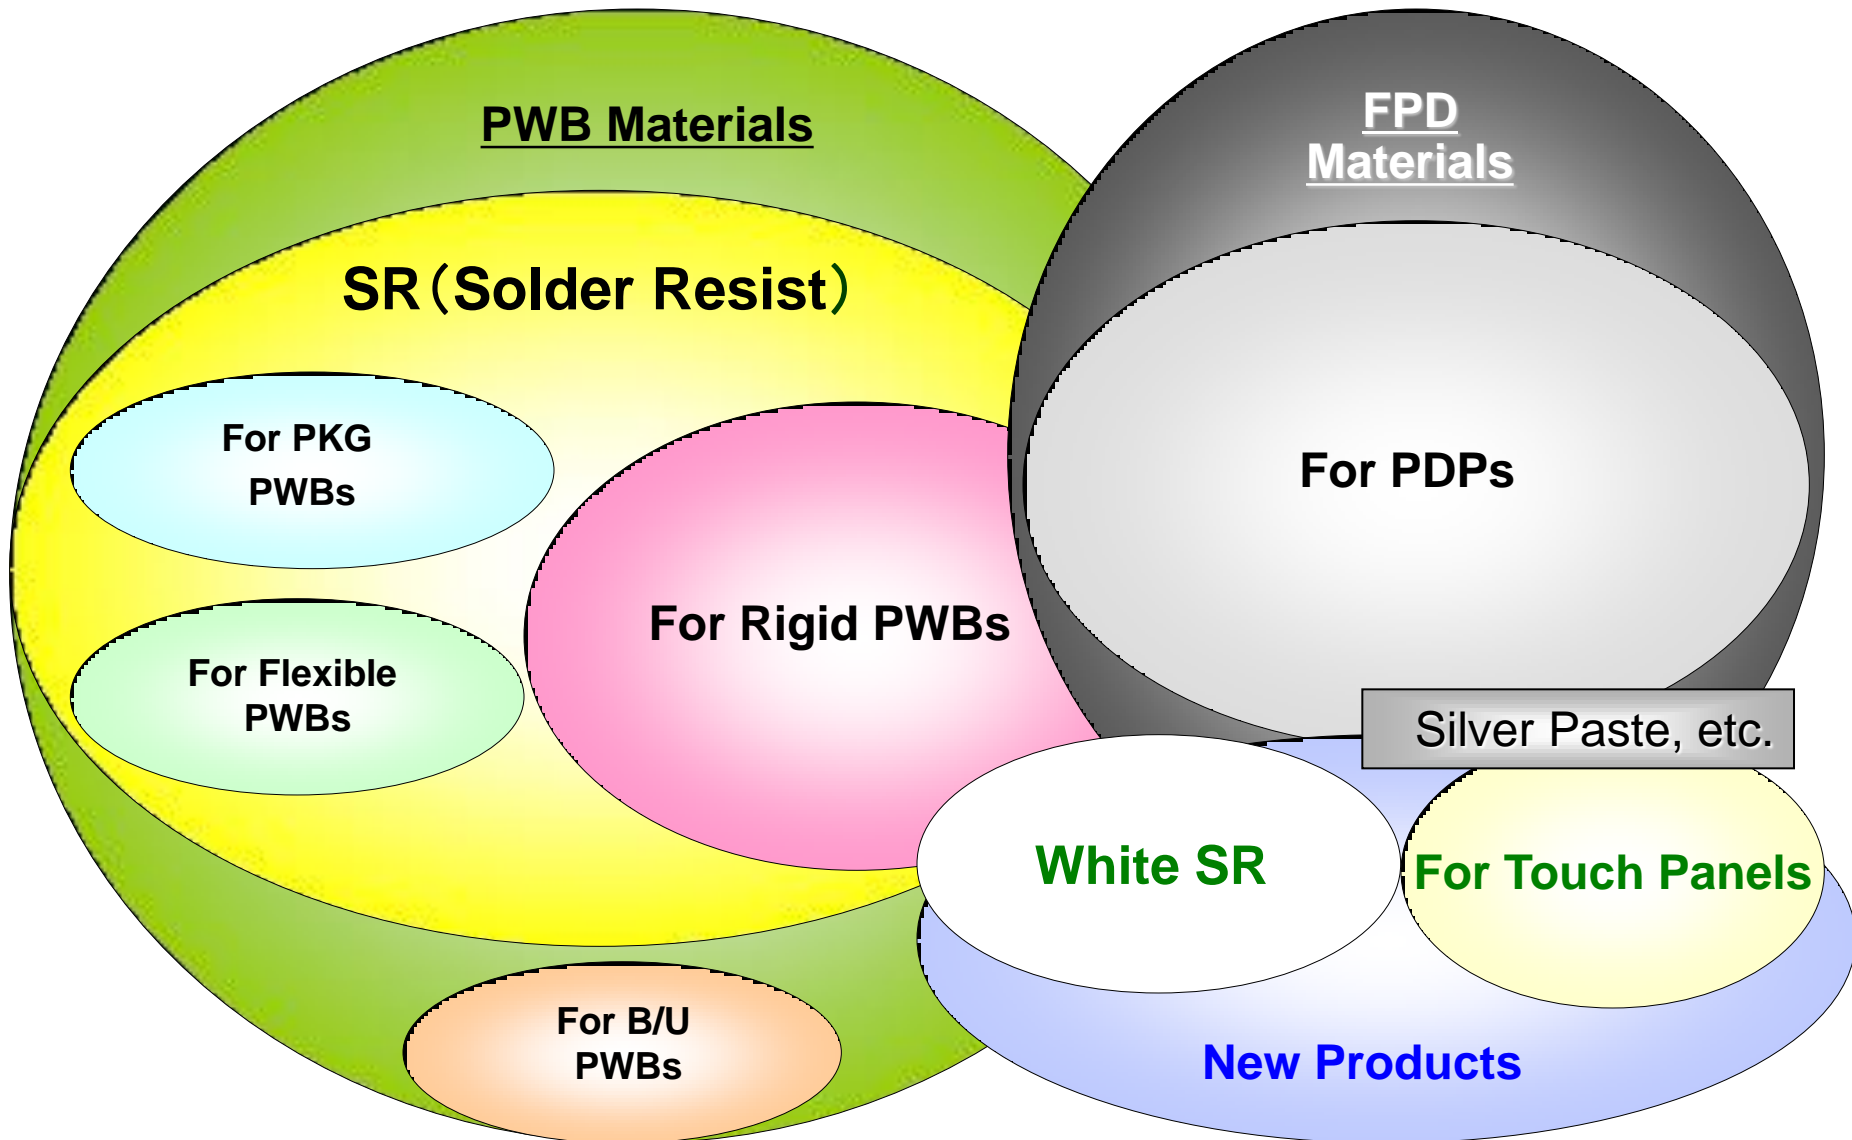 PWB Materials
SR（Solder Resist）
For PKG
PWBs
For Flexible
PWBs
For Rigid PWBs
For B/U
PWBs
FPD
Materials
For PDPs
Silver Paste, etc.
White SR
For Touch Panels
New Products